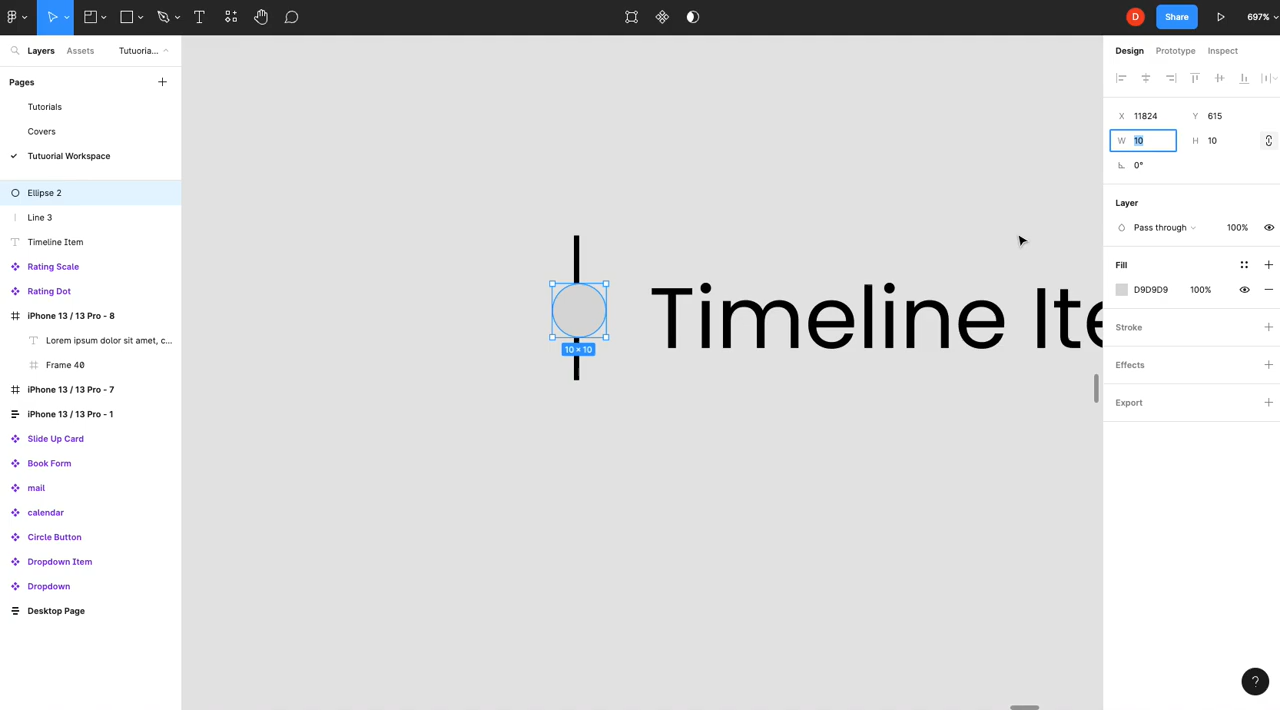 D
Share
697%
Layers
Assets
Tutuoria...
Pages
Tutorials
Covers
Tutuorial Workspace
Ellipse 2
Line 3
Timeline Item
Rating Scale
Rating Dot
iPhone 13 / 13 Pro - 8
Lorem ipsum dolor sit amet, c...
Frame 40
iPhone 13 / 13 Pro - 7
iPhone 13 / 13 Pro - 1
Slide Up Card
Book Form
mail
calendar
Circle Button
Dropdown Item
Dropdown
Desktop Page
Timeline Ite
10 × 10
Design
Prototype
Inspect
X 11824
Y 615
W 10
H 10
0°
Layer
Pass through
100%
Fill
D9D9D9
100%
Stroke
Effects
Export
?